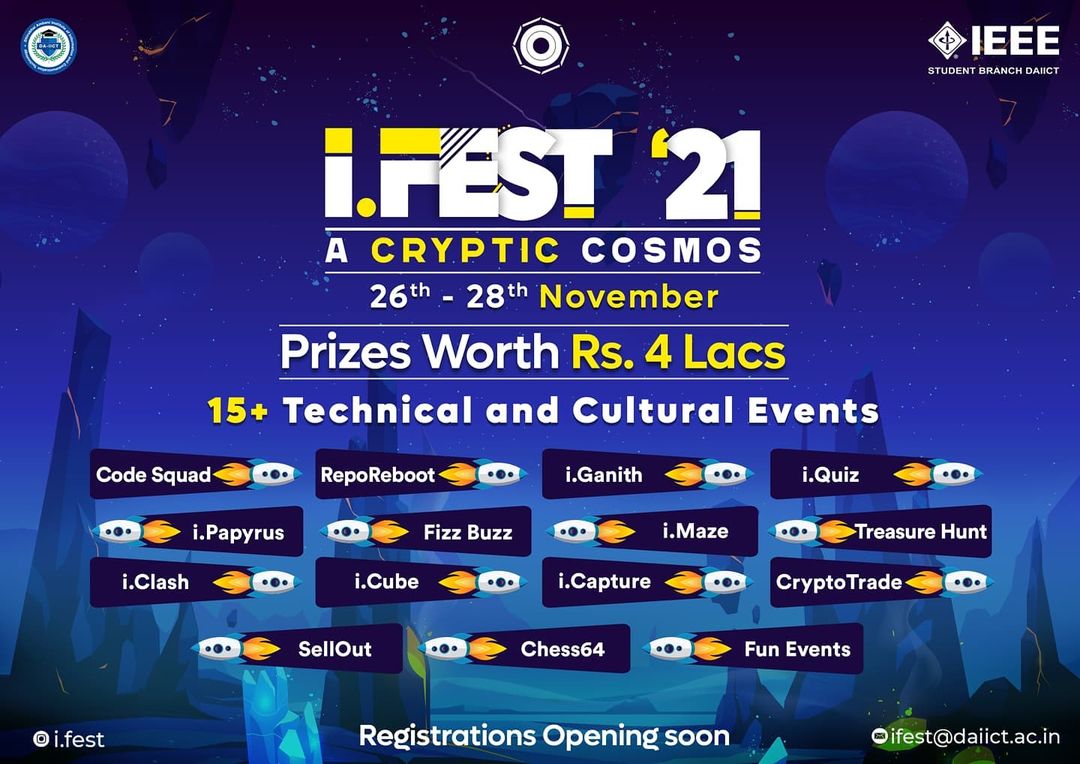 DA-IICT
IEEE
STUDENT BRANCH DAIICT
i.FEST '21
A CRYPTIC COSMOS
26th - 28th November
Prizes Worth Rs. 4 Lacs
15+ Technical and Cultural Events
Code Squad RepoReboot i.Ganith i.Quiz
i.Papyrus Fizz Buzz i.Maze Treasure Hunt
i.Clash i.Cube i.Capture CryptoTrade
SellOut Chess64 Fun Events
i.fest Registrations Opening soon ifest@daiict.ac.in